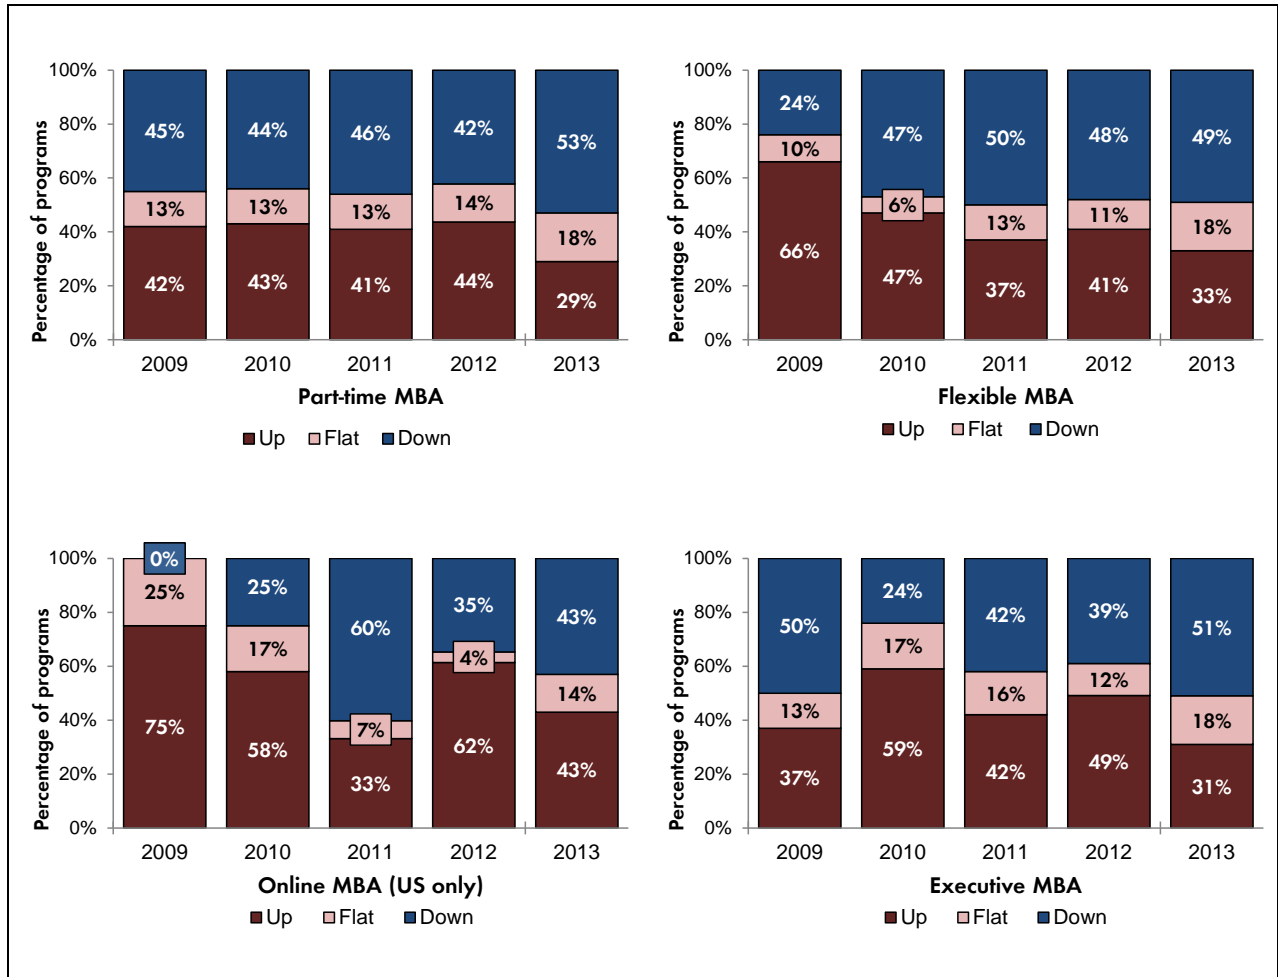 100%
80%
60%
40%
20%
0%
Percentage of programs
45% 44% 46% 42% 53%
13% 13% 13% 14% 18%
42% 43% 41% 44% 29%
2009 2010 2011 2012 2013
Part-time MBA
Up Flat Down
100%
80%
60%
40%
20%
0%
Percentage of programs
24% 47% 50% 48% 49%
10% 6% 13% 11% 18%
66% 47% 37% 41% 33%
2009 2010 2011 2012 2013
Flexible MBA
Up Flat Down
100%
80%
60%
40%
20%
0%
Percentage of programs
0% 25% 60% 35% 43%
25% 17% 7% 4% 14%
75% 58% 33% 62% 43%
2009 2010 2011 2012 2013
Online MBA (US only)
Up Flat Down
100%
80%
60%
40%
20%
0%
Percentage of programs
50% 24% 42% 39% 51%
13% 17% 16% 12% 18%
37% 59% 42% 49% 31%
2009 2010 2011 2012 2013
Executive MBA
Up Flat Down